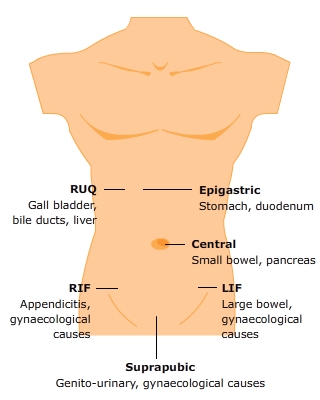 RUQ
Gall bladder,
bile ducts, liver
Epigastric
Stomach, duodenum
Central
Small bowel, pancreas
RIF
Appendicitis,
gynaecological
causes
LIF
Large bowel,
gynaecological
causes
Suprapubic
Genito-urinary, gynaecological causes